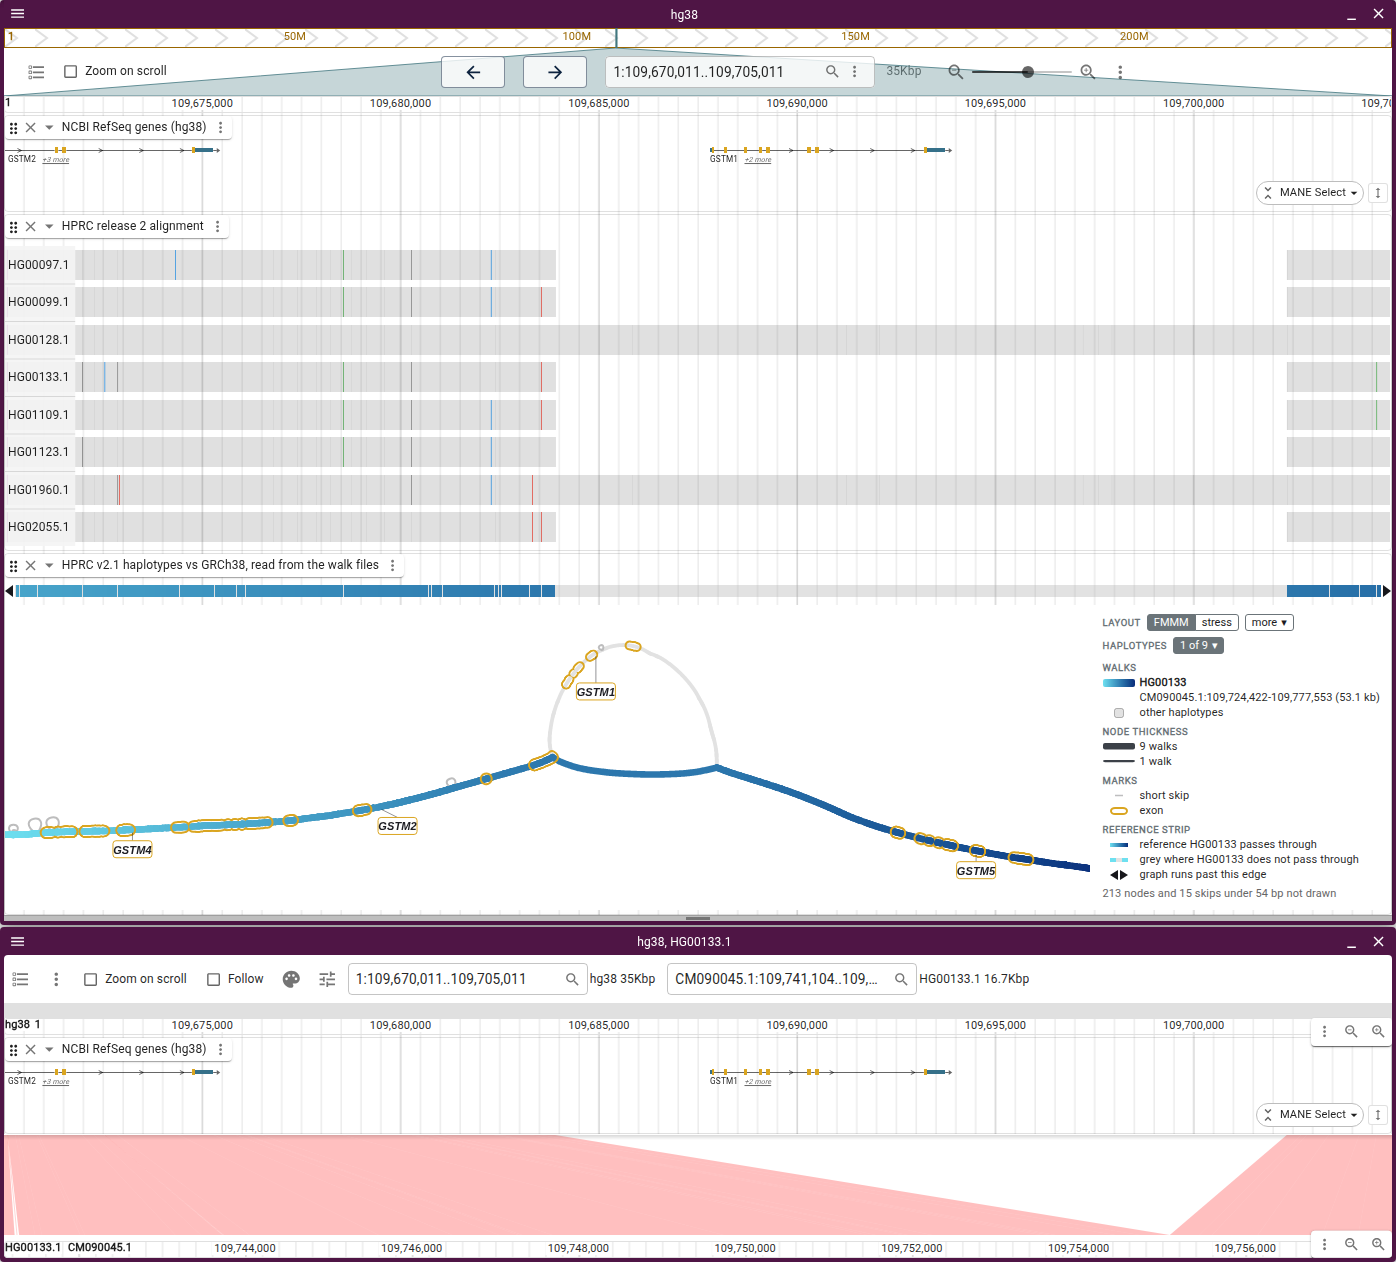 hg38
1 50M 100M 150M 200M
Zoom on scroll 1:109,670,011..109,705,011 35Kbp
1 109,675,000 109,680,000 109,685,000 109,690,000 109,695,000 109,700,000 109,70
NCBI RefSeq genes (hg38)
GSTM2 +3 more GSTM1 +2 more
MANE Select
HPRC release 2 alignment
HG00097.1
HG00099.1
HG00128.1
HG00133.1
HG01109.1
HG01123.1
HG01960.1
HG02055.1
HPRC v2.1 haplotypes vs GRCh38, read from the walk files
LAYOUT FMMM stress more ▾
HAPLOTYPES 1 of 9 ▾
WALKS
HG00133
CM090045.1:109,724,422-109,777,553 (53.1 kb)
other haplotypes
NODE THICKNESS
9 walks
1 walk
MARKS
short skip
exon
REFERENCE STRIP
reference HG00133 passes through
grey where HG00133 does not pass through
graph runs past this edge
213 nodes and 15 skips under 54 bp not drawn
GSTM1
GSTM2
GSTM4
GSTM5
hg38, HG00133.1
Zoom on scroll Follow 1:109,670,011..109,705,011 hg38 35Kbp CM090045.1:109,741,104..109,... HG00133.1 16.7Kbp
hg38 1 109,675,000 109,680,000 109,685,000 109,690,000 109,695,000 109,700,000
NCBI RefSeq genes (hg38)
GSTM2 +3 more GSTM1 +2 more
MANE Select
HG00133.1 CM090045.1 109,744,000 109,746,000 109,748,000 109,750,000 109,752,000 109,754,000 109,756,000